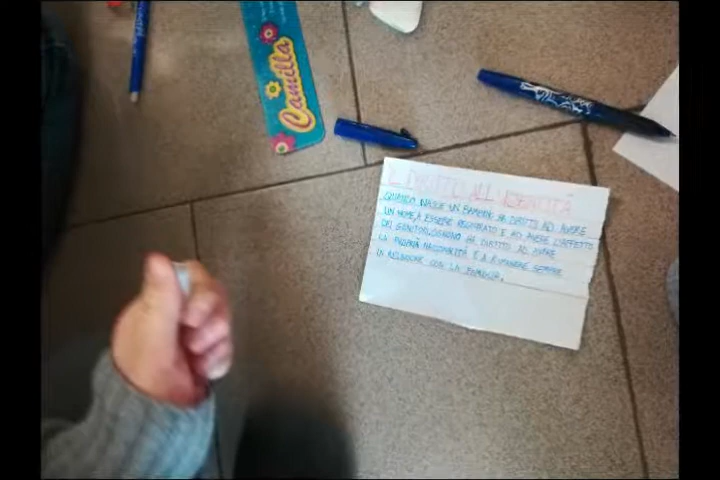 Camilla
IL DIRITTO ALL'IDENTITÀ
QUANDO NASCE UN BAMBINO HA DIRITTO AD AVERE
UN NOME, A ESSERE REGISTRATO E AD AVERE L'AFFETTO
DEI GENITORI. OGNUNO HA DIRITTO AD AVERE
LA PROPRIA NAZIONALITÀ E A RIMANERE SEMPRE
IN RELAZIONE CON LA FAMIGLIA.